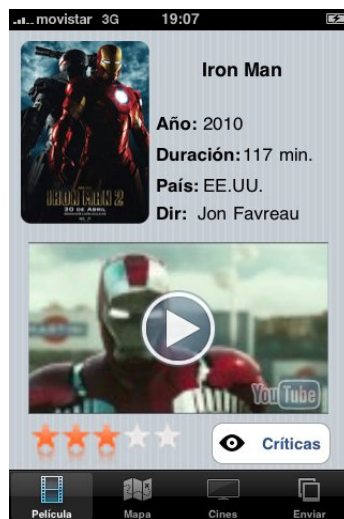 movistar 3G 19:07
Iron Man
Año: 2010
Duración: 117 min.
País: EE.UU.
Dir: Jon Favreau
IRON MAN 2
30 DE ABRIL
MARTINI
YouTube
Críticas
Película Mapa Cines Enviar